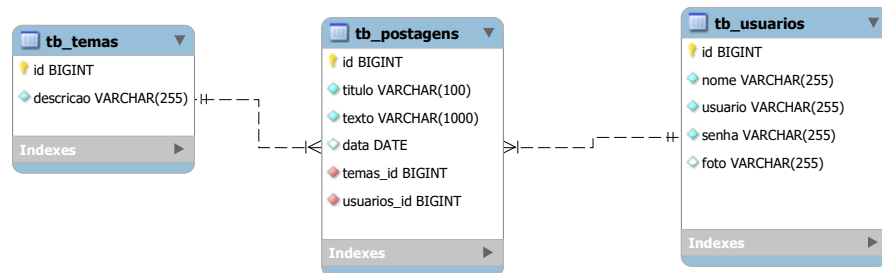 tb_temas
id BIGINT
descricao VARCHAR(255)
Indexes
tb_postagens
id BIGINT
titulo VARCHAR(100)
texto VARCHAR(1000)
data DATE
temas_id BIGINT
usuarios_id BIGINT
Indexes
tb_usuarios
id BIGINT
nome VARCHAR(255)
usuario VARCHAR(255)
senha VARCHAR(255)
foto VARCHAR(255)
Indexes